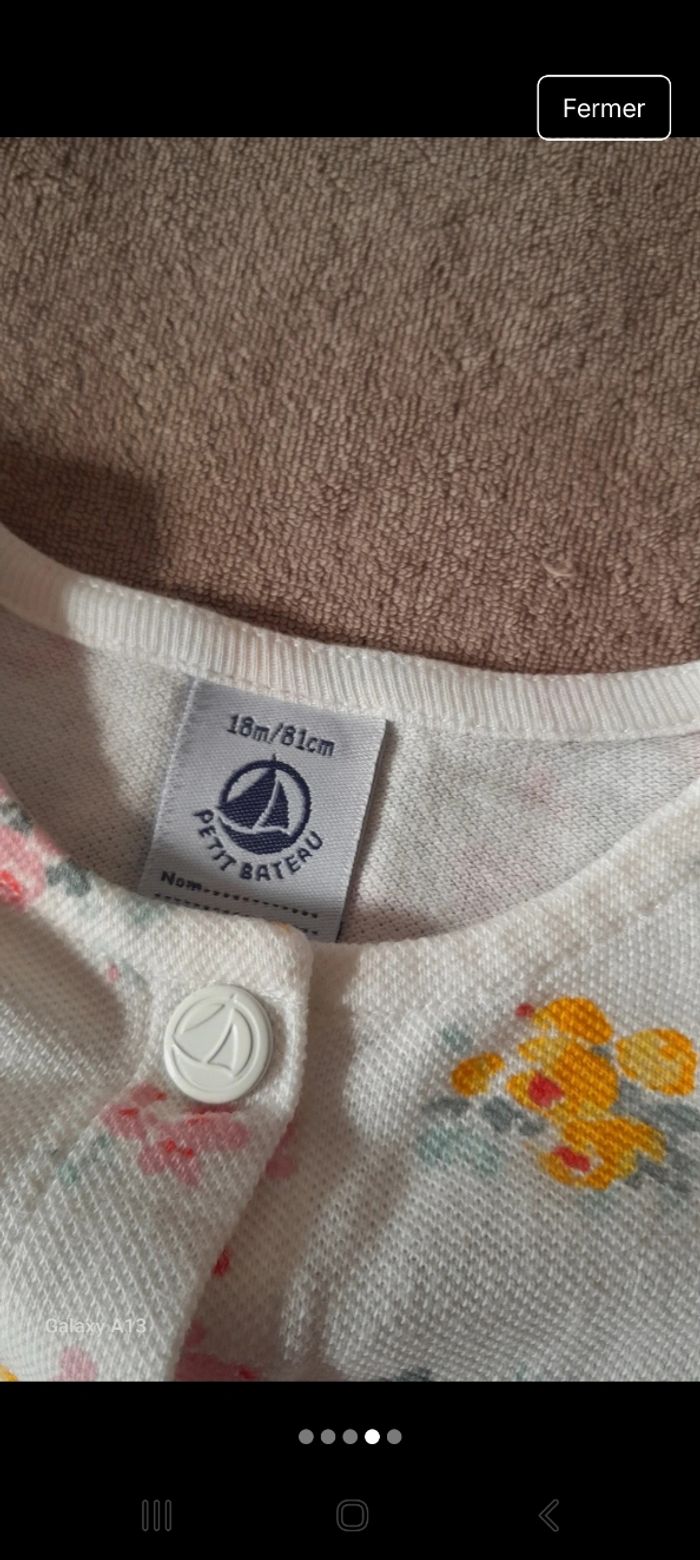 Fermer
18m/81cm
PETIT BATEAU
Nom
Galaxy A13